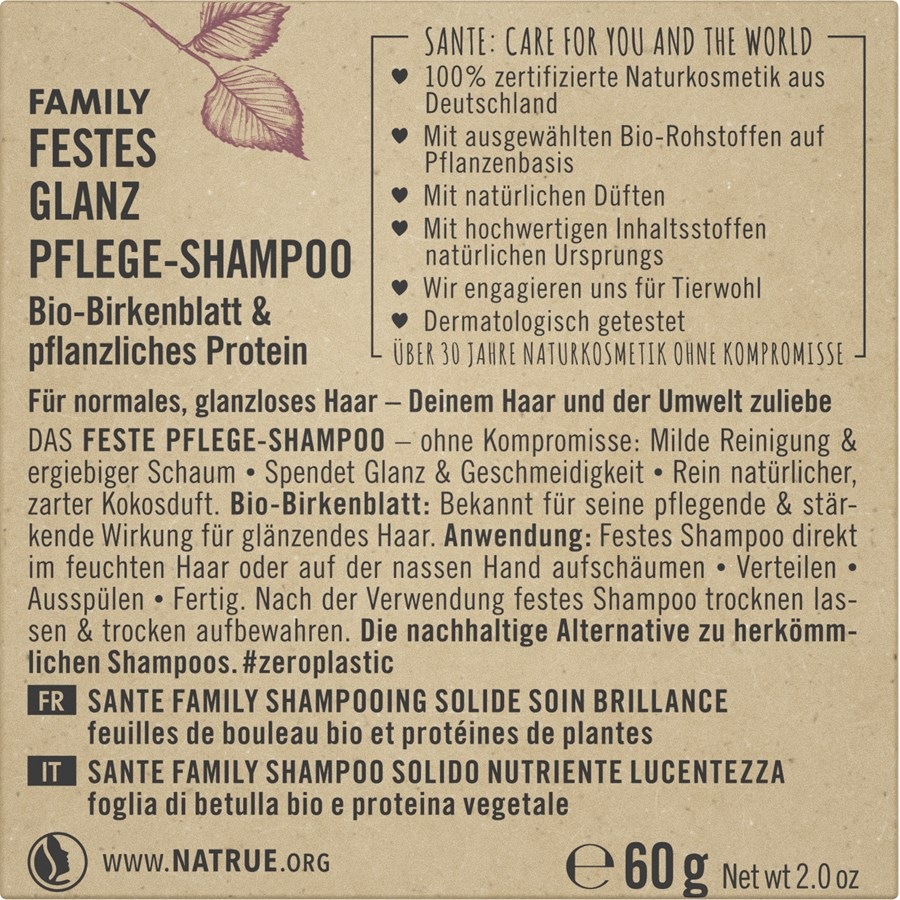 FAMILY
FESTES
GLANZ
PFLEGE-SHAMPOO
Bio-Birkenblatt &
pflanzliches Protein
SANTE: CARE FOR YOU AND THE WORLD
♥ 100% zertifizierte Naturkosmetik aus
Deutschland
♥ Mit ausgewählten Bio-Rohstoffen auf
Pflanzenbasis
♥ Mit natürlichen Düften
♥ Mit hochwertigen Inhaltsstoffen
natürlichen Ursprungs
♥ Wir engagieren uns für Tierwohl
♥ Dermatologisch getestet
ÜBER 30 JAHRE NATURKOSMETIK OHNE KOMPROMISSE
Für normales, glanzloses Haar – Deinem Haar und der Umwelt zuliebe
DAS FESTE PFLEGE-SHAMPOO – ohne Kompromisse: Milde Reinigung &
ergiebiger Schaum • Spendet Glanz & Geschmeidigkeit • Rein natürlicher,
zarter Kokosduft. Bio-Birkenblatt: Bekannt für seine pflegende & stär-
kende Wirkung für glänzendes Haar. Anwendung: Festes Shampoo direkt
im feuchten Haar oder auf der nassen Hand aufschäumen • Verteilen •
Ausspülen • Fertig. Nach der Verwendung festes Shampoo trocknen las-
sen & trocken aufbewahren. Die nachhaltige Alternative zu herkömm-
lichen Shampoos. #zeroplastic
FR SANTE FAMILY SHAMPOOING SOLIDE SOIN BRILLANCE
feuilles de bouleau bio et protéines de plantes
IT SANTE FAMILY SHAMPOO SOLIDO NUTRIENTE LUCENTEZZA
foglia di betulla bio e proteina vegetale
WWW.NATRUE.ORG
℮ 60 g Net wt 2.0 oz